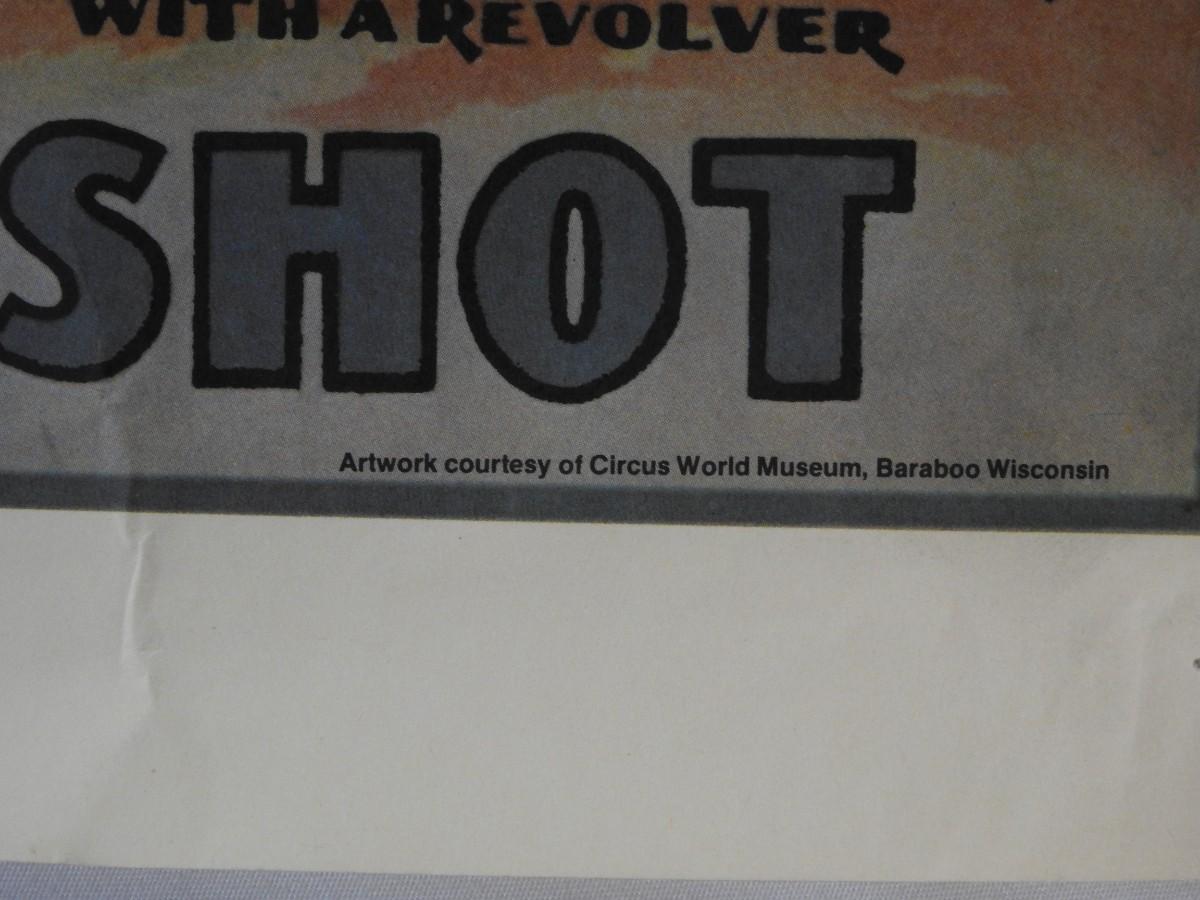 WITH A REVOLVER
SHOT
Artwork courtesy of Circus World Museum, Baraboo Wisconsin